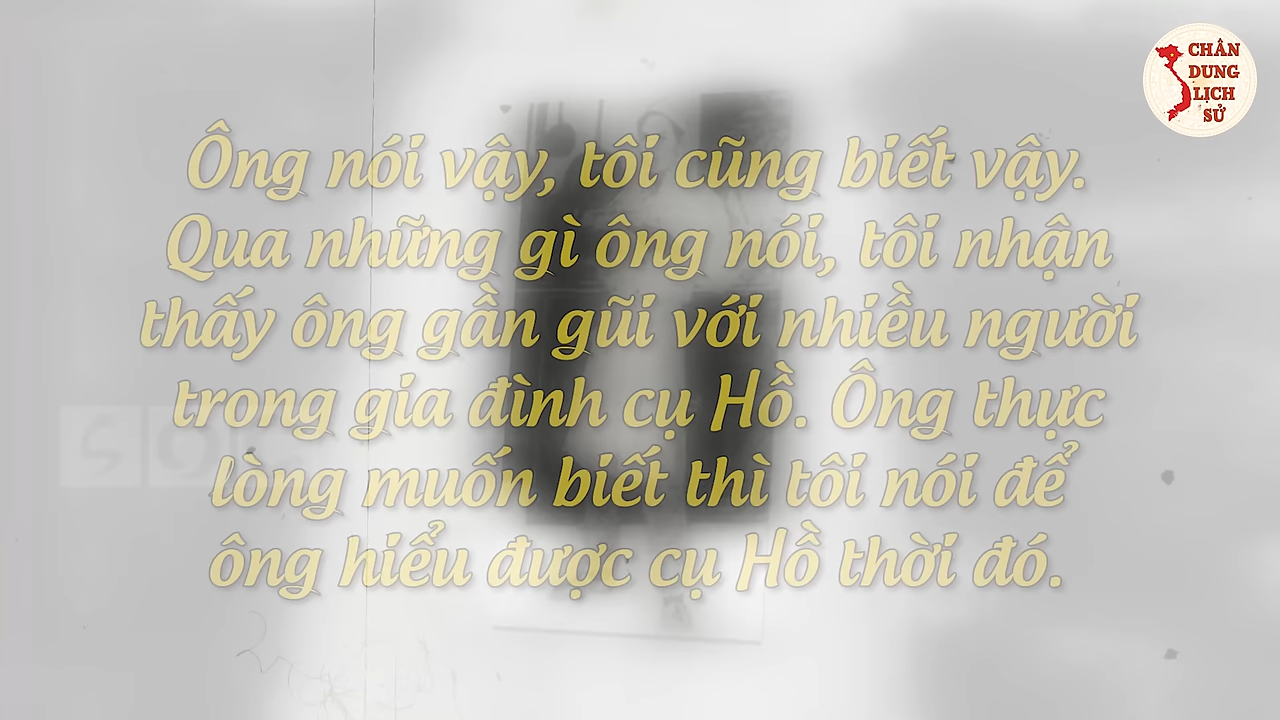 CHÂN
DUNG
LỊCH
SỬ
Ông nói vậy, tôi cũng biết vậy.
Qua những gì ông nói, tôi nhận
thấy ông gần gũi với nhiều người
trong gia đình cụ Hồ. Ông thực
lòng muốn biết thì tôi nói để
ông hiểu được cụ Hồ thời đó.